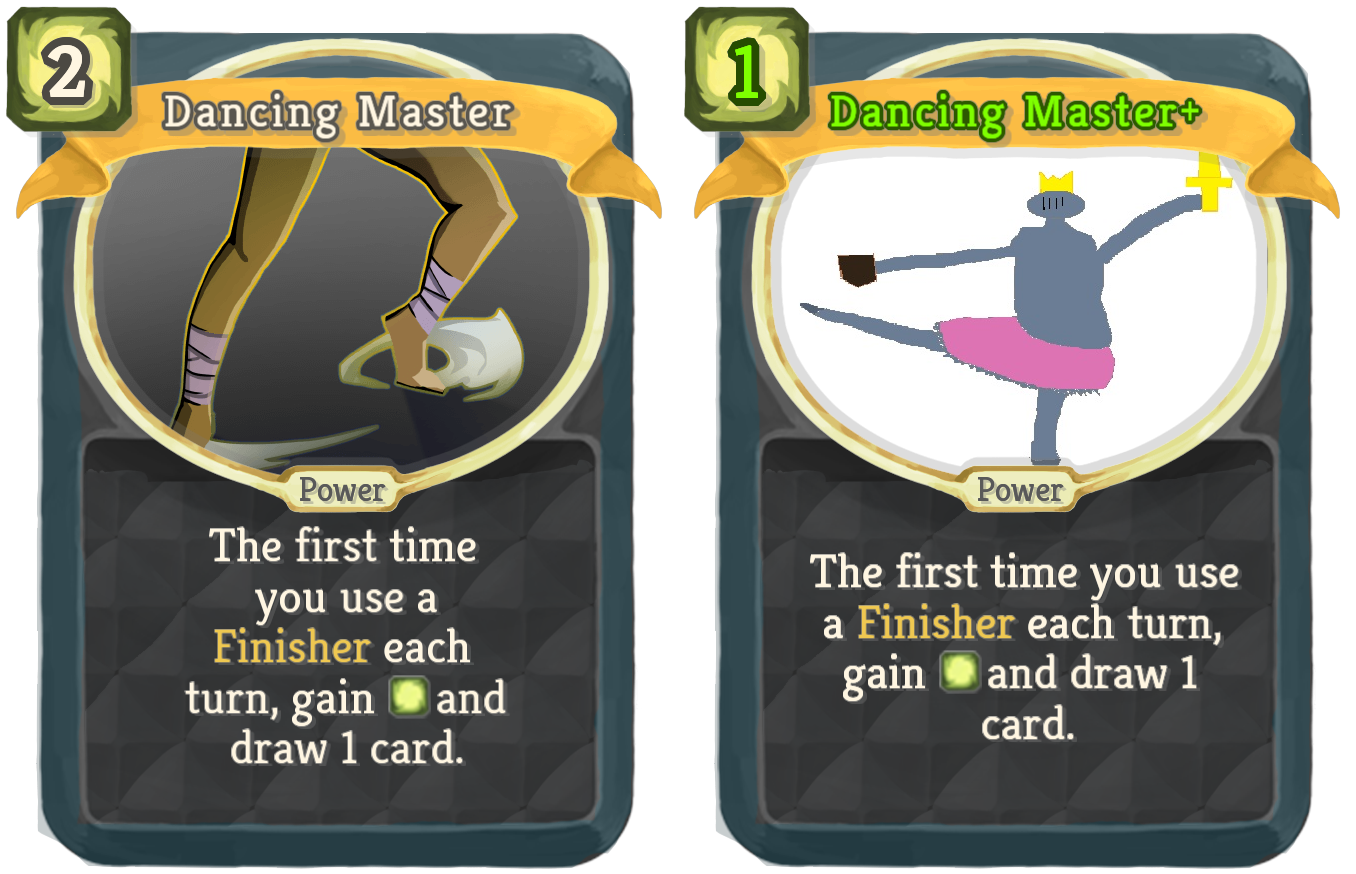 2
Dancing Master
Power
The first time
you use a
Finisher each
turn, gain and
draw 1 card.
1
Dancing Master+
Power
The first time you use
a Finisher each turn,
gain and draw 1
card.